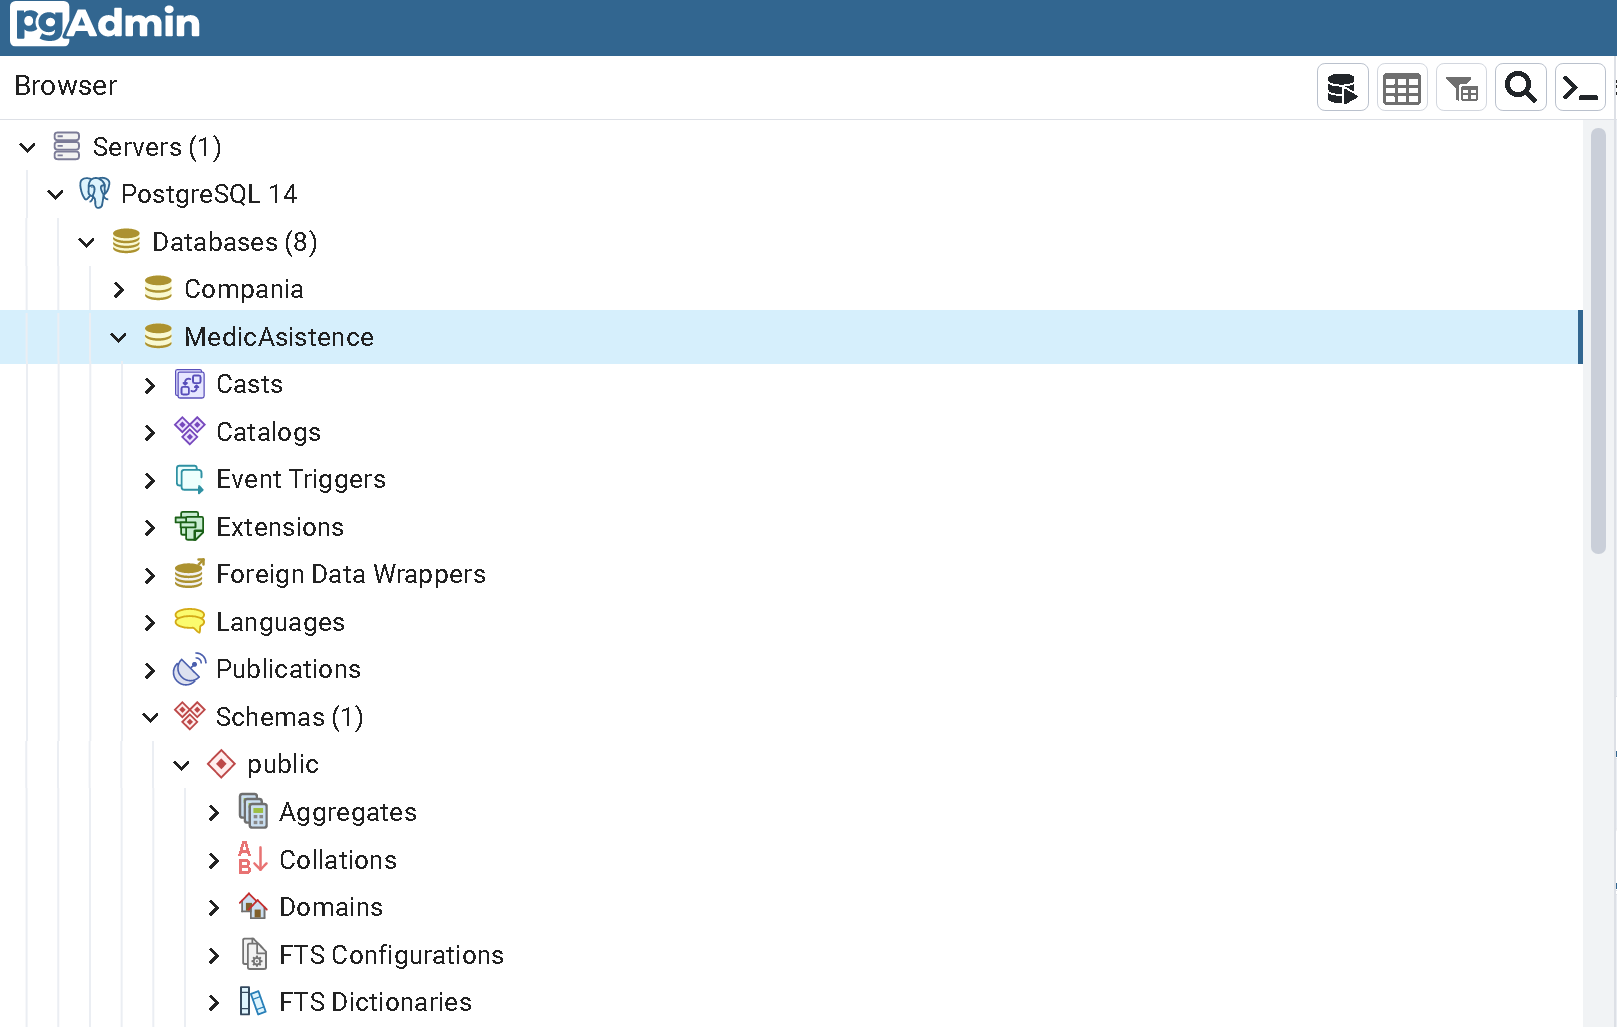 pgAdmin
Browser
Servers (1)
PostgreSQL 14
Databases (8)
Compania
MedicAsistence
Casts
Catalogs
Event Triggers
Extensions
Foreign Data Wrappers
Languages
Publications
Schemas (1)
public
Aggregates
Collations
Domains
FTS Configurations
FTS Dictionaries